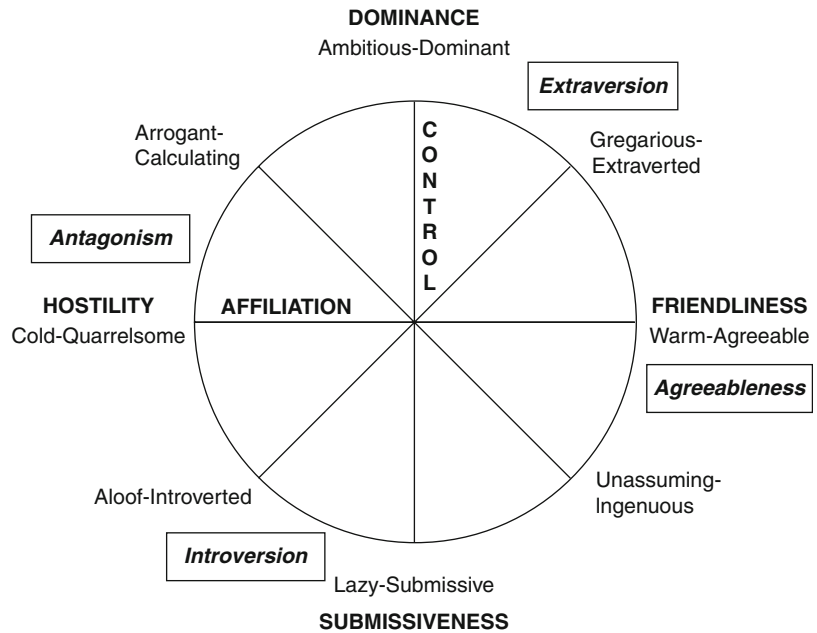 DOMINANCE
Ambitious-Dominant
Extraversion
Arrogant-
Calculating
CONTROL
Gregarious-
Extraverted
Antagonism
HOSTILITY
AFFILIATION
FRIENDLINESS
Cold-Quarrelsome
Warm-Agreeable
Agreeableness
Aloof-Introverted
Unassuming-
Ingenuous
Introversion
Lazy-Submissive
SUBMISSIVENESS